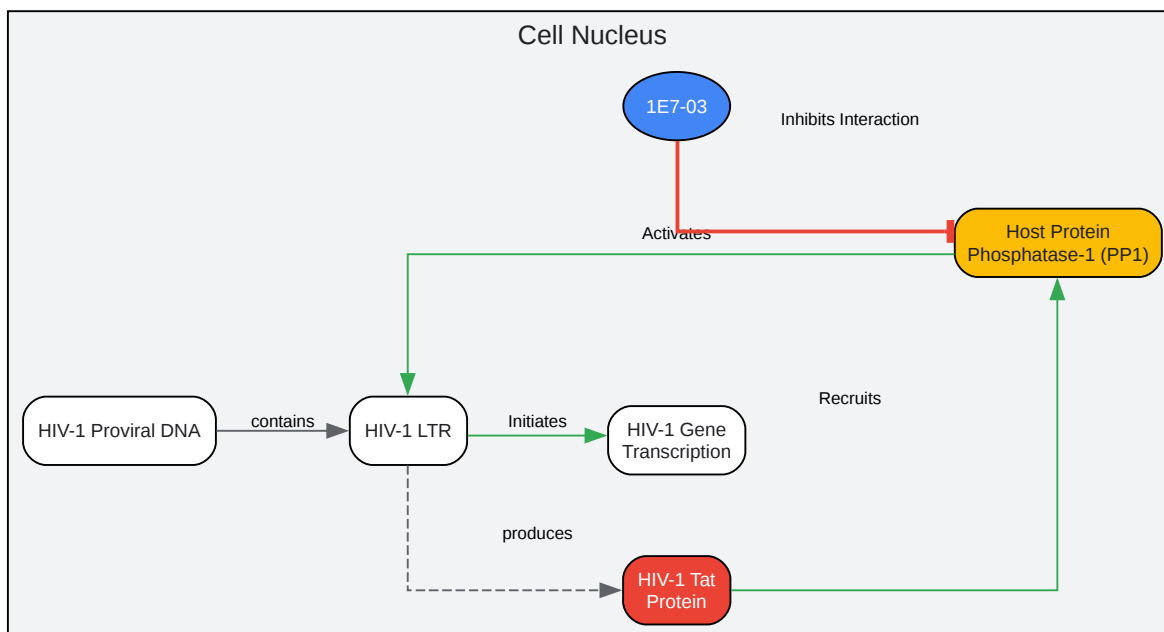 Cell Nucleus
1E7-03
Inhibits Interaction
Activates
Host Protein
Phosphatase-1 (PP1)
Recruits
HIV-1 Proviral DNA
contains
HIV-1 LTR
Initiates
HIV-1 Gene
Transcription
produces
HIV-1 Tat
Protein